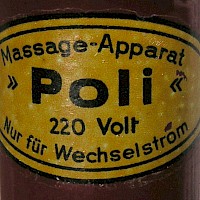 Massage-Apparat
» Poli «
220 Volt
Nur für Wechselstrom